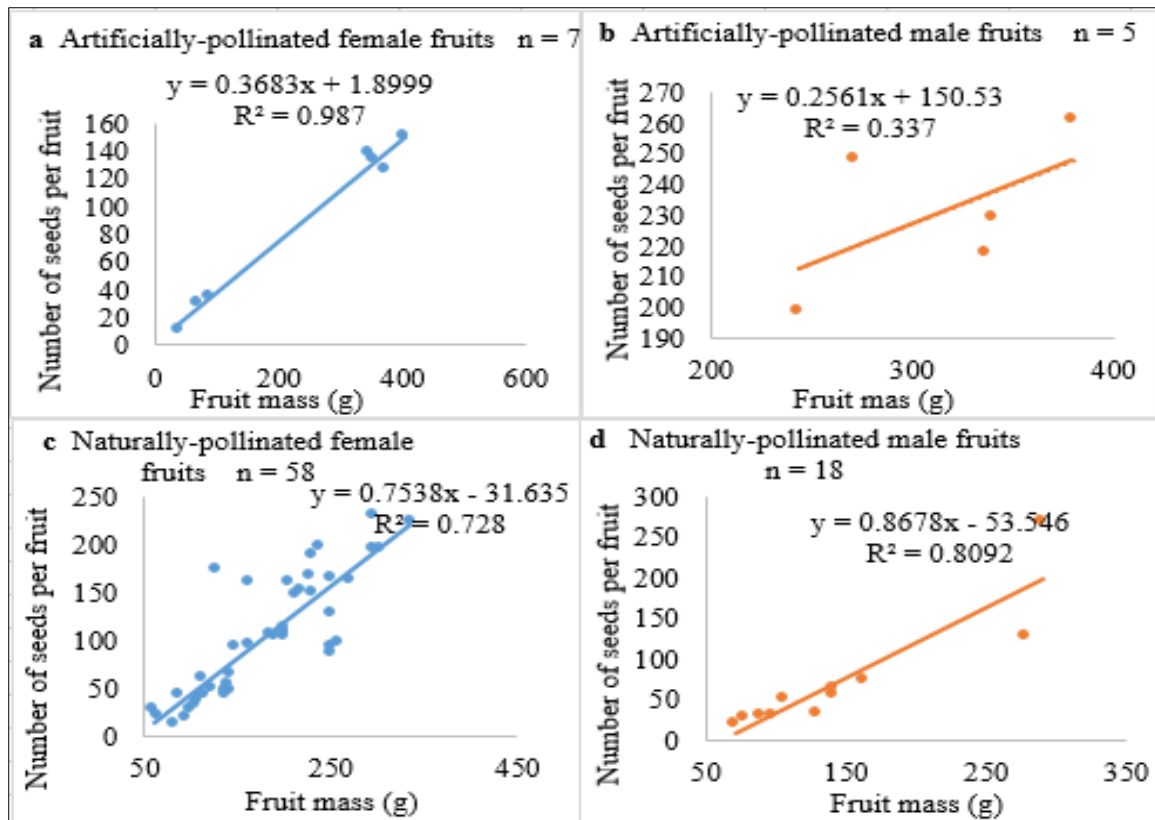 a Artificially-pollinated female fruits n = 7
y = 0.3683x + 1.8999
R² = 0.987
Number of seeds per fruit
160
140
120
100
80
60
40
20
0
0 200 400 600
Fruit mass (g)
b Artificially-pollinated male fruits n = 5
y = 0.2561x + 150.53
R² = 0.337
Number of seeds per fruit
270
260
250
240
230
220
210
200
190
200 300 400
Fruit mas (g)
c Naturally-pollinated female
fruits n = 58
y = 0.7538x - 31.635
R² = 0.728
Number of seeds per fruit
250
200
150
100
50
0
50 250 450
Fruit mass (g)
d Naturally-pollinated male fruits
n = 18
y = 0.8678x - 53.546
R² = 0.8092
Number of seeds per fruit
300
250
200
150
100
50
0
50 150 250 350
Fruit mass (g)